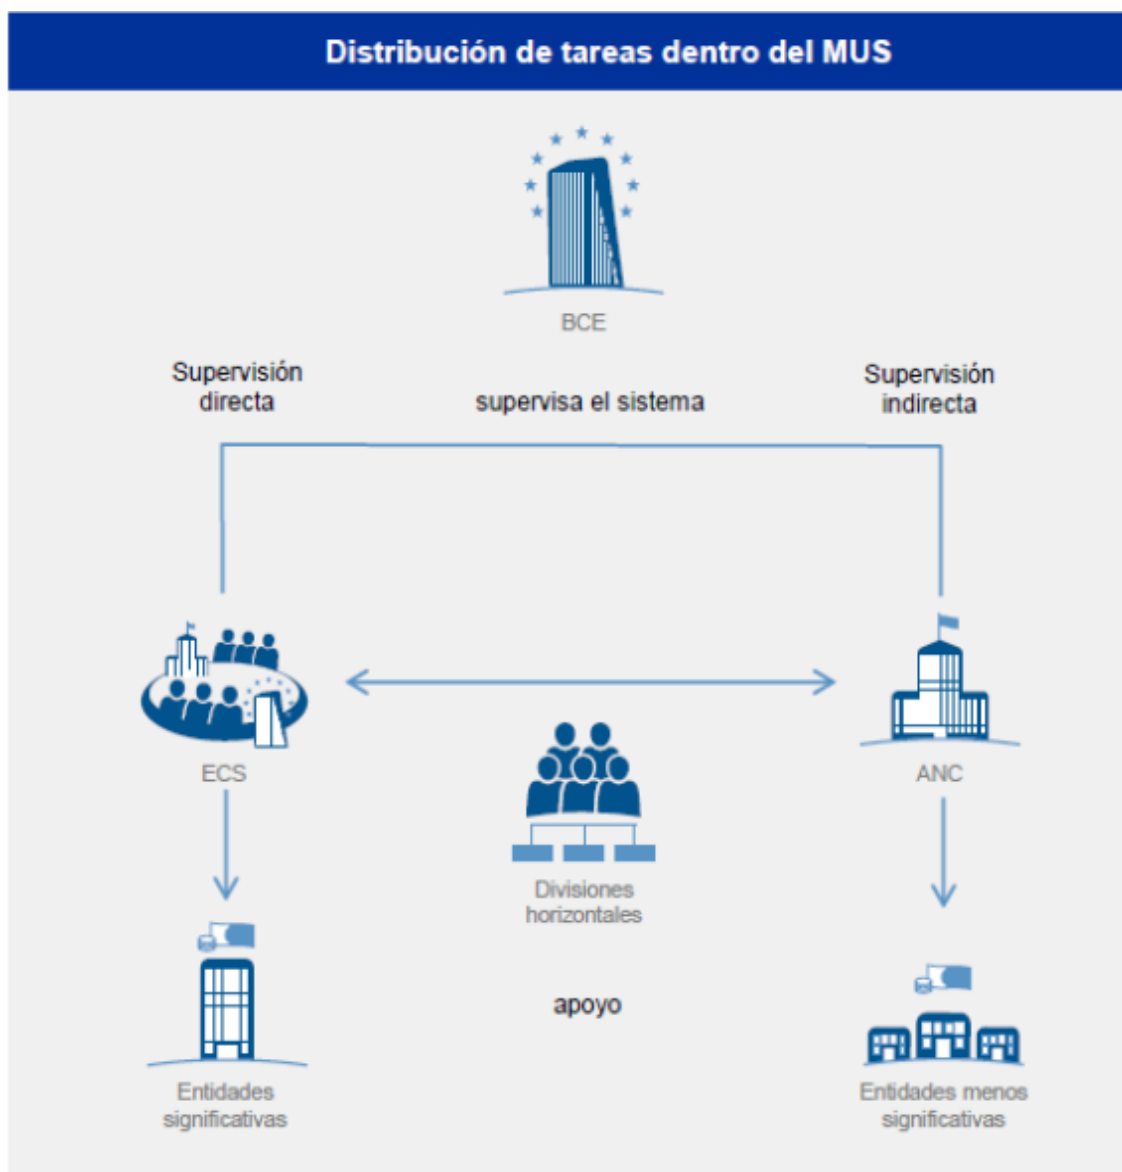 Distribución de tareas dentro del MUS
BCE
Supervisión
directa
supervisa el sistema
Supervisión
indirecta
ECS
ANC
Divisiones
horizontales
apoyo
Entidades
significativas
Entidades menos
significativas